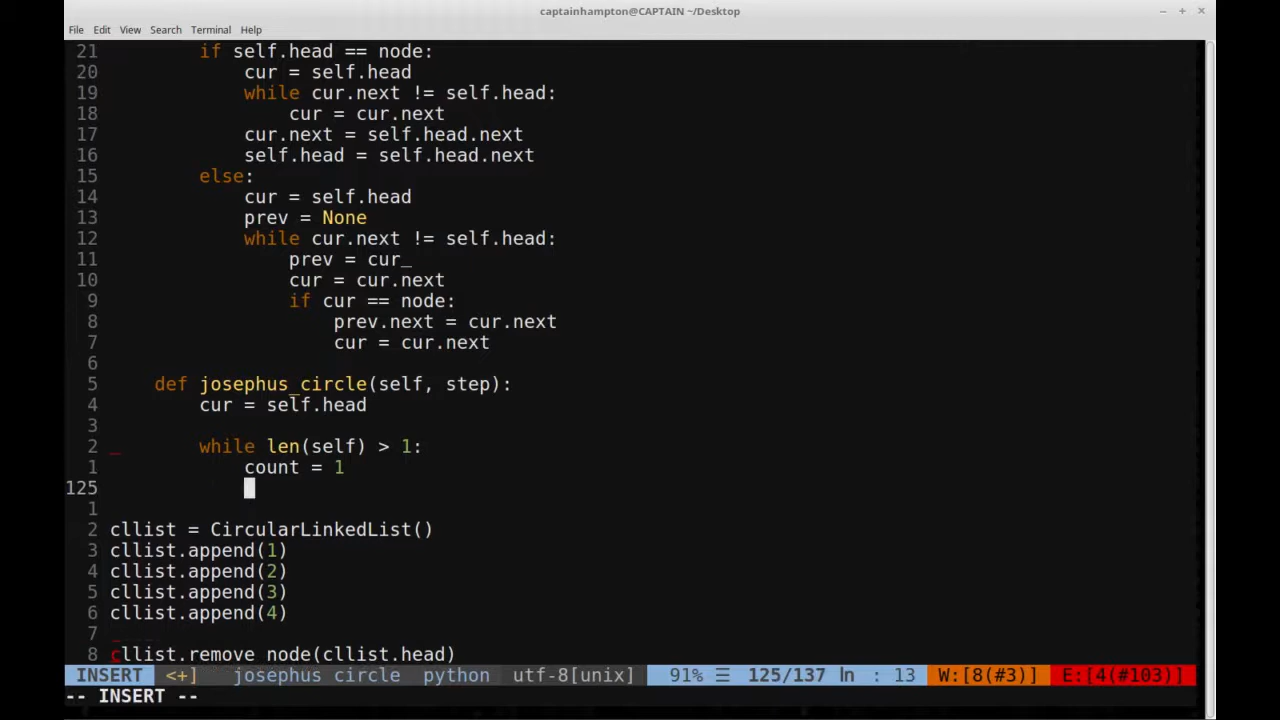 captainhampton@CAPTAIN ~/Desktop
File Edit View Search Terminal Help
21 if self.head == node:
20 cur = self.head
19 while cur.next != self.head:
18 cur = cur.next
17 cur.next = self.head.next
16 self.head = self.head.next
15 else:
14 cur = self.head
13 prev = None
12 while cur.next != self.head:
11 prev = cur_
10 cur = cur.next
9 if cur == node:
8 prev.next = cur.next
7 cur = cur.next
6
5 def josephus_circle(self, step):
4 cur = self.head
3
2 while len(self) > 1:
1 count = 1
125
1
2 cllist = CircularLinkedList()
3 cllist.append(1)
4 cllist.append(2)
5 cllist.append(3)
6 cllist.append(4)
7
8 cllist.remove node(cllist.head)
INSERT <+] josephus circle python utf-8[unix] 91% ☰ 125/137 ln : 13 W:[8(#3)] E:[4(#103)]
-- INSERT --